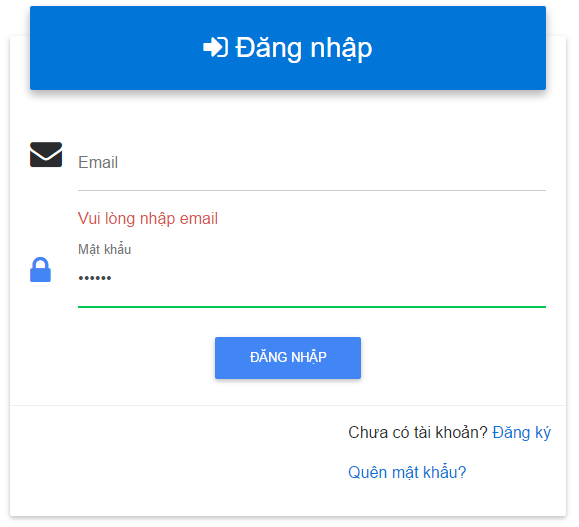 Đăng nhập
Email
Vui lòng nhập email
Mật khẩu
••••••
ĐĂNG NHẬP
Chưa có tài khoản? Đăng ký
Quên mật khẩu?